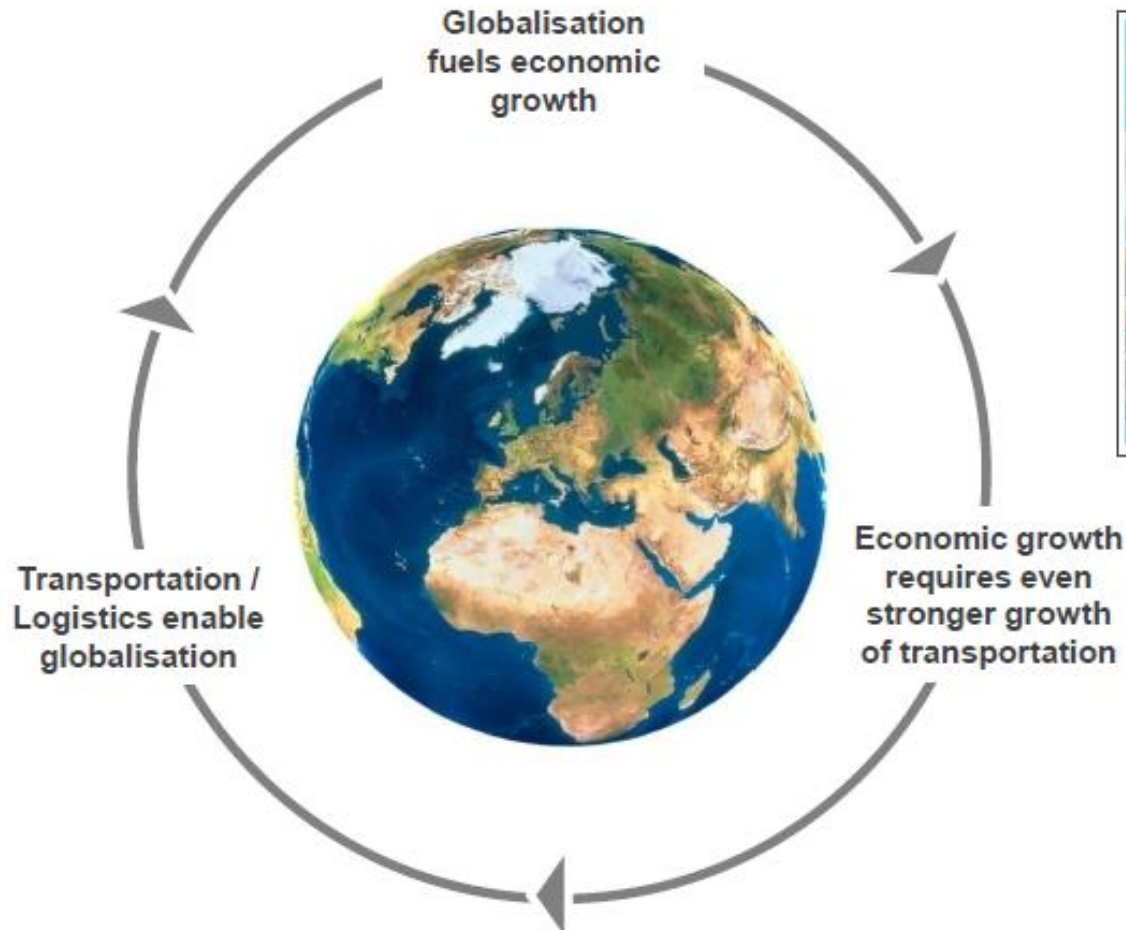 Globalisation
fuels economic
growth
Economic growth
requires even
stronger growth
of transportation
Transportation /
Logistics enable
globalisation